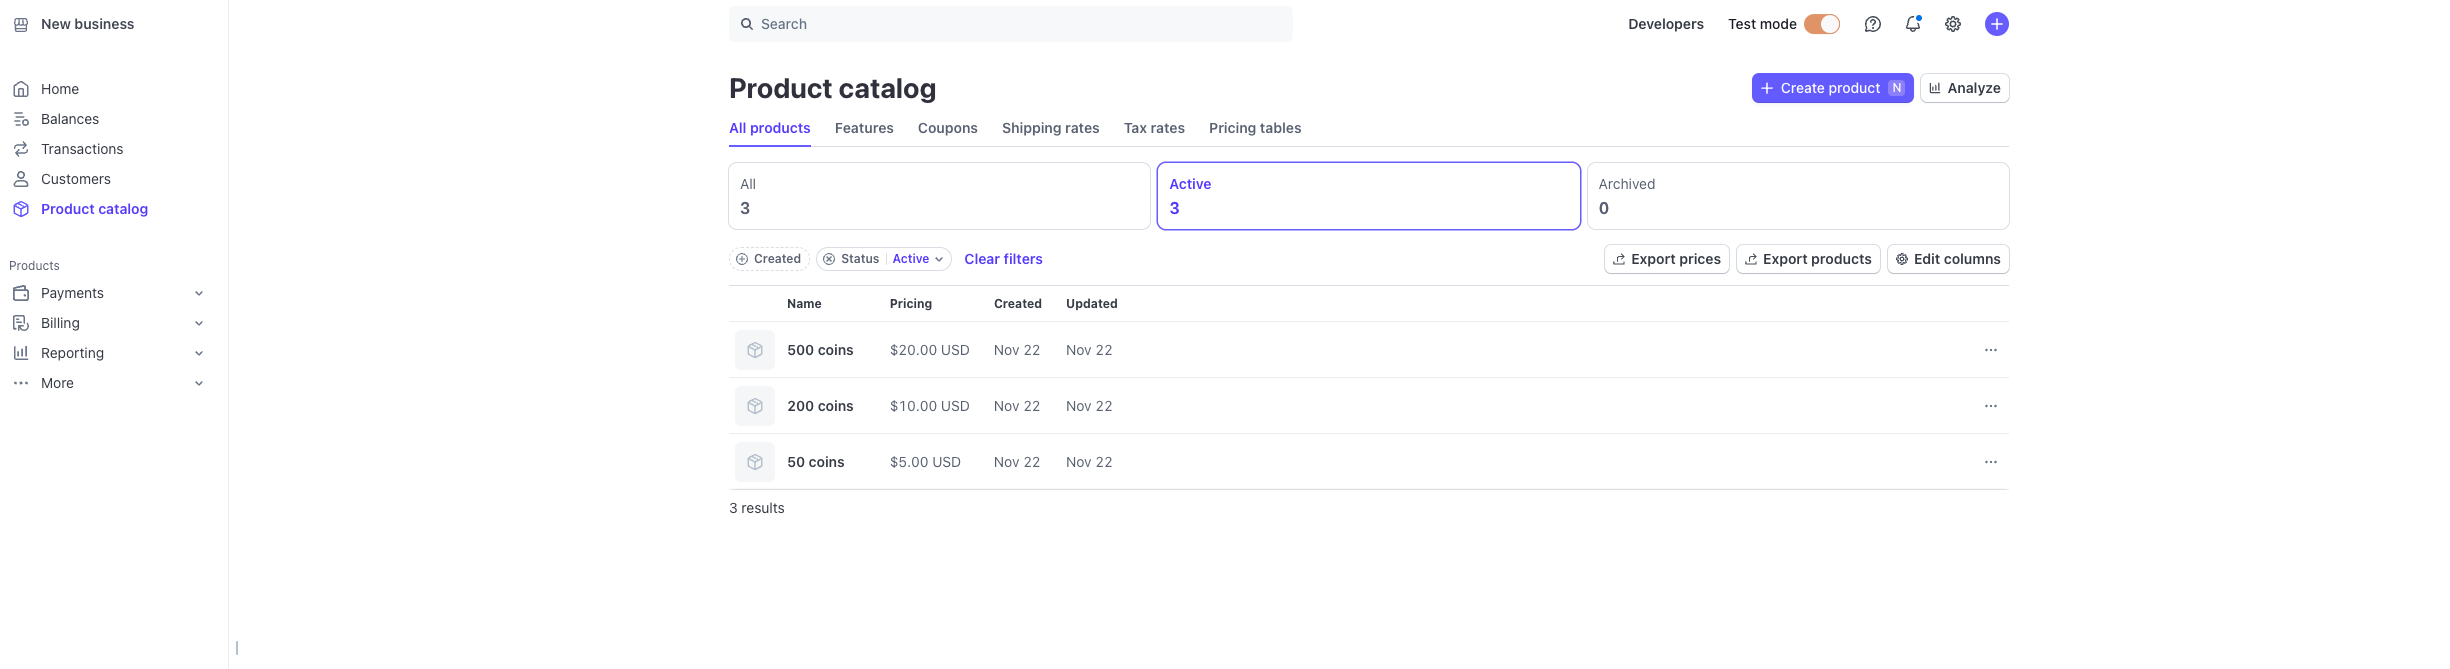 New business
Search
Developers
Test mode
Home
Balances
Transactions
Customers
Product catalog
Products
Payments
Billing
Reporting
More
Product catalog
Create product N
Analyze
All products
Features
Coupons
Shipping rates
Tax rates
Pricing tables
All
3
Active
3
Archived
0
Created
Status Active
Clear filters
Export prices
Export products
Edit columns
Name Pricing Created Updated
500 coins $20.00 USD Nov 22 Nov 22
200 coins $10.00 USD Nov 22 Nov 22
50 coins $5.00 USD Nov 22 Nov 22
3 results